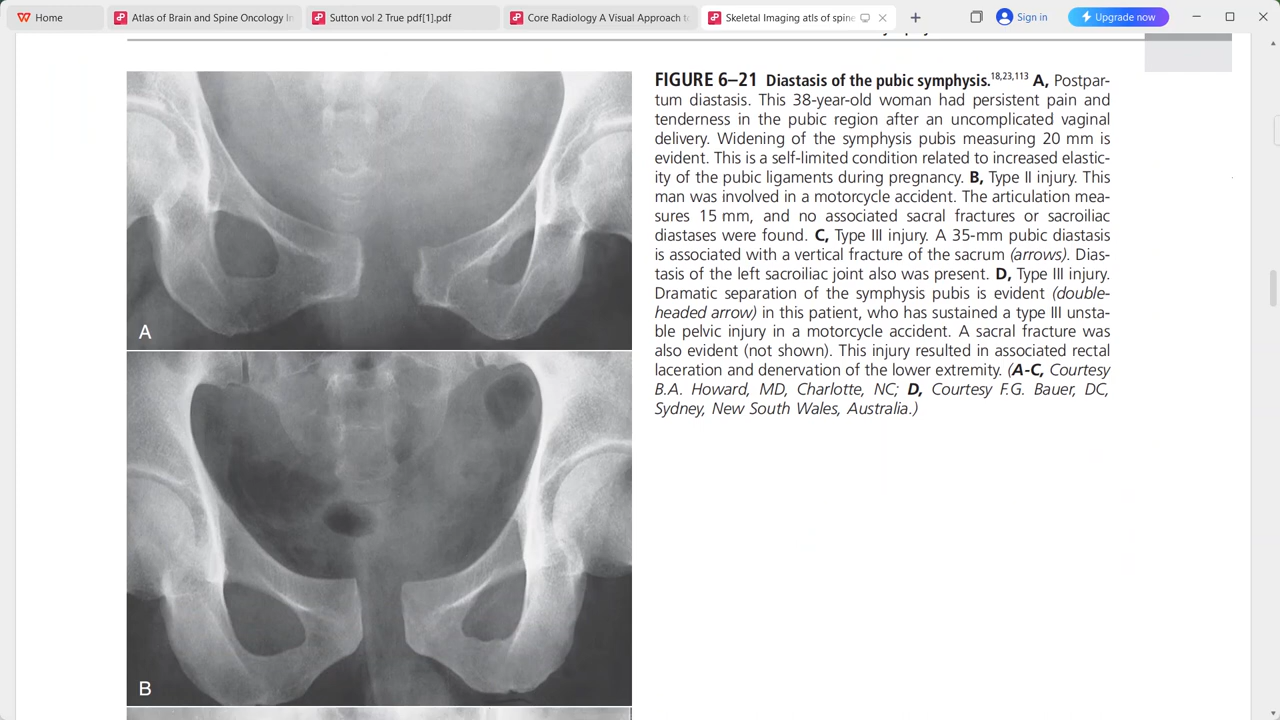 Home
Atlas of Brain and Spine Oncology I
Sutton vol 2 True pdf[1].pdf
Core Radiology A Visual Approach to
Skeletal Imaging atls of spine
Sign in
Upgrade now
FIGURE 6–21 Diastasis of the pubic symphysis.18,23,113 A, Postpar-
tum diastasis. This 38-year-old woman had persistent pain and
tenderness in the pubic region after an uncomplicated vaginal
delivery. Widening of the symphysis pubis measuring 20 mm is
evident. This is a self-limited condition related to increased elastic-
ity of the pubic ligaments during pregnancy. B, Type II injury. This
man was involved in a motorcycle accident. The articulation mea-
sures 15 mm, and no associated sacral fractures or sacroiliac
diastases were found. C, Type III injury. A 35-mm pubic diastasis
is associated with a vertical fracture of the sacrum (arrows). Dias-
tasis of the left sacroiliac joint also was present. D, Type III injury.
Dramatic separation of the symphysis pubis is evident (double-
headed arrow) in this patient, who has sustained a type III unsta-
ble pelvic injury in a motorcycle accident. A sacral fracture was
also evident (not shown). This injury resulted in associated rectal
laceration and denervation of the lower extremity. (A-C, Courtesy
B.A. Howard, MD, Charlotte, NC; D, Courtesy F.G. Bauer, DC,
Sydney, New South Wales, Australia.)
A
B